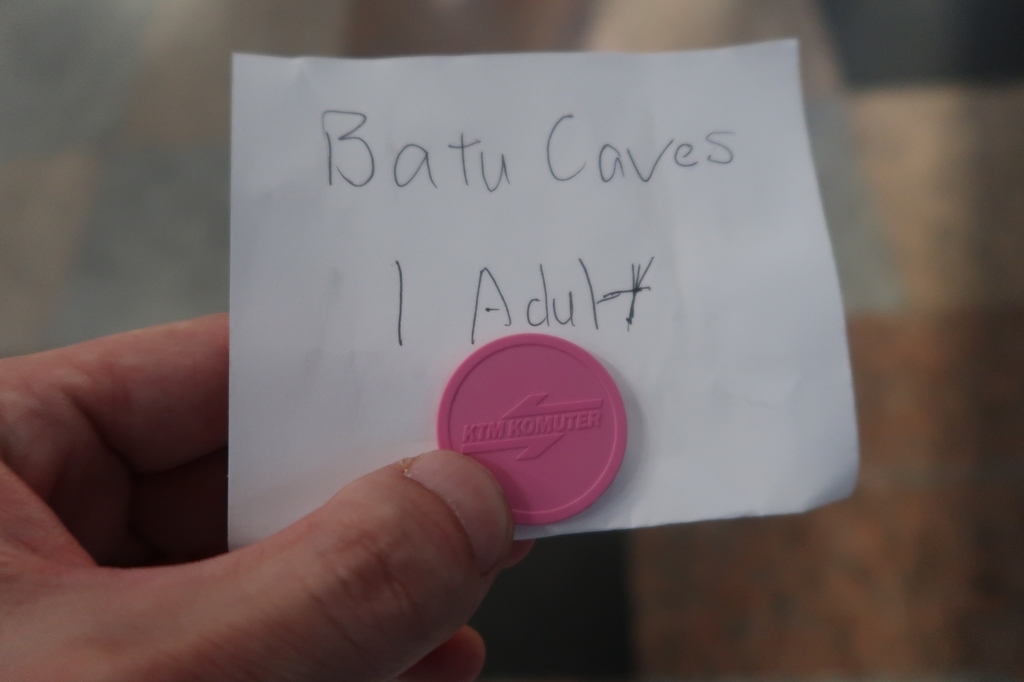 Batu Caves
1 Adult
KTM KOMUTER